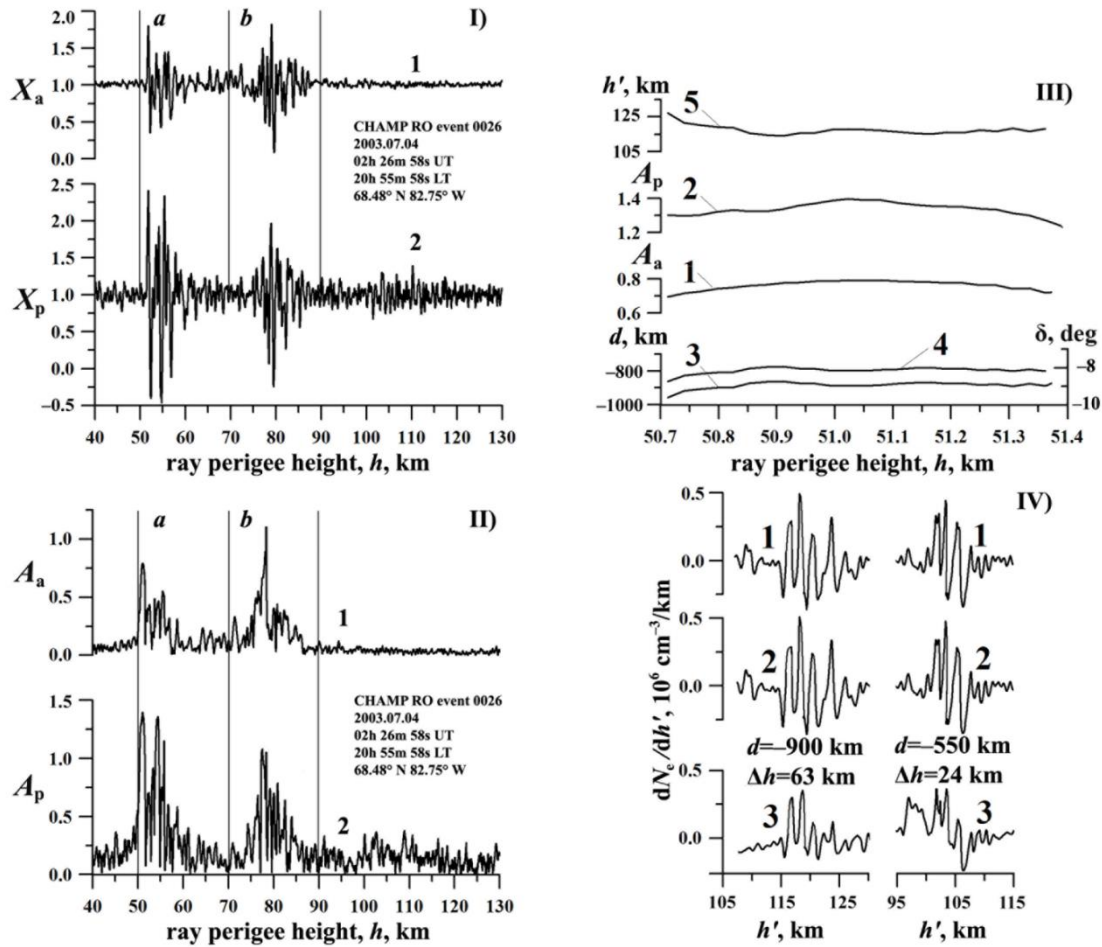 I)
a b
2.0
1.5
Xa 1.0 1
0.5
0.0
CHAMP RO event 0026
2003.07.04
02h 26m 58s UT
20h 55m 58s LT
68.48° N 82.75° W
2.5
2.0
1.5 2
Xp 1.0
0.5
0.0
−0.5
40 50 60 70 80 90 100 110 120 130
ray perigee height, h, km
III)
h′, km
125 5
105
Ap
1.4 2
1.2
Aa
0.8 1
0.6
d, km δ, deg
3 4
−800 −8
−1000 −10
50.7 50.8 50.9 51.0 51.1 51.2 51.3 51.4
ray perigee height, h, km
II)
a b
1.0
Aa 0.5 1
0.0
1.5
CHAMP RO event 0026
2003.07.04
02h 26m 58s UT
20h 55m 58s LT
68.48° N 82.75° W
1.0
Ap
0.5 2
0.0
40 50 60 70 80 90 100 110 120 130
ray perigee height, h, km
IV)
dNe/dh′, 10⁶ cm⁻³/km
0.5
1 1
0.0
0.5
2 2
0.0
d=−900 km d=−550 km
Δh=63 km Δh=24 km
0.5
3 3
0.0
105 115 125 95 105 115
h′, km h′, km